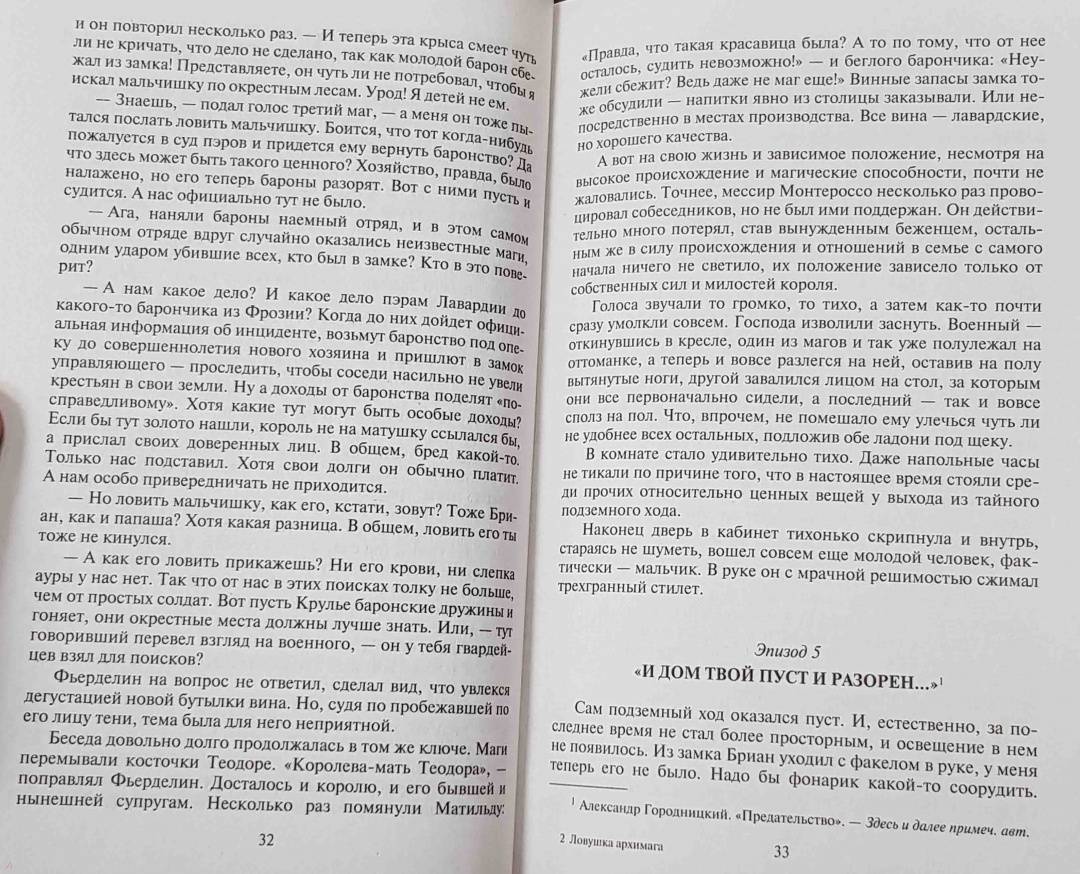 и он повторил несколько раз. — И теперь эта крыса смеет чуть
ли не кричать, что дело не сделано, так как молодой барон сбе-
жал из замка! Представляете, он чуть ли не потребовал, чтобы я
искал мальчишку по окрестным лесам. Урод! Я детей не ем.
— Знаешь, — подал голос третий маг, — а меня он тоже пы-
тался послать ловить мальчишку. Боится, что тот когда-нибудь
пожалуется в суд пэров и придется ему вернуть баронство? Да
что здесь может быть такого ценного? Хозяйство, правда, было
налажено, но его теперь бароны разорят. Вот с ними пусть и
судится. А нас официально тут не было.
— Ага, наняли бароны наемный отряд, и в этом самом
обычном отряде вдруг случайно оказались неизвестные маги,
одним ударом убившие всех, кто был в замке? Кто в это пове-
рит?
— А нам какое дело? И какое дело пэрам Лавардии до
какого-то барончика из Фрозии? Когда до них дойдет офици-
альная информация об инциденте, возьмут баронство под опе-
ку до совершеннолетия нового хозяина и пришлют в замок
управляющего — проследить, чтобы соседи насильно не увели
крестьян в свои земли. Ну а доходы от баронства поделят «по-
справедливому». Хотя какие тут могут быть особые доходы?
Если бы тут золото нашли, король не на матушку ссылался бы,
а прислал своих доверенных лиц. В общем, бред какой-то.
Только нас подставил. Хотя свои долги он обычно платит.
А нам особо привередничать не приходится.
— Но ловить мальчишку, как его, кстати, зовут? Тоже Бри-
ан, как и папаша? Хотя какая разница. В общем, ловить его ты
тоже не кинулся.
— А как его ловить прикажешь? Ни его крови, ни слепка
ауры у нас нет. Так что от нас в этих поисках толку не больше,
чем от простых солдат. Вот пусть Крулье баронские дружины и
гоняет, они окрестные места должны лучше знать. Или, — тут
говоривший перевел взгляд на военного, — он у тебя гвардей-
цев взял для поисков?
Фьерделин на вопрос не ответил, сделал вид, что увлекся
дегустацией новой бутылки вина. Но, судя по пробежавшей по
его лицу тени, тема была для него неприятной.
Беседа довольно долго продолжалась в том же ключе. Маги
перемывали косточки Теодоре. «Королева-мать Теодора», —
поправлял Фьерделин. Досталось и королю, и его бывшей и
нынешней супругам. Несколько раз помянули Матильду:
32
«Правда, что такая красавица была? А то по тому, что от нее
осталось, судить невозможно!» — и беглого барончика: «Неу-
жели сбежит? Ведь даже не маг еще!» Винные запасы замка то-
же обсудили — напитки явно из столицы заказывали. Или не-
посредственно в местах производства. Все вина — лавардские,
но хорошего качества.
А вот на свою жизнь и зависимое положение, несмотря на
высокое происхождение и магические способности, почти не
жаловались. Точнее, мессир Монтероссо несколько раз прово-
цировал собеседников, но не был ими поддержан. Он действи-
тельно много потерял, став вынужденным беженцем, осталь-
ным же в силу происхождения и отношений в семье с самого
начала ничего не светило, их положение зависело только от
собственных сил и милостей короля.
Голоса звучали то громко, то тихо, а затем как-то почти
сразу умолкли совсем. Господа изволили заснуть. Военный —
откинувшись в кресле, один из магов и так уже полулежал на
оттоманке, а теперь и вовсе разлегся на ней, оставив на полу
вытянутые ноги, другой завалился лицом на стол, за которым
они все первоначально сидели, а последний — так и вовсе
сполз на пол. Что, впрочем, не помешало ему улечься чуть ли
не удобнее всех остальных, подложив обе ладони под щеку.
В комнате стало удивительно тихо. Даже напольные часы
не тикали по причине того, что в настоящее время стояли сре-
ди прочих относительно ценных вещей у выхода из тайного
подземного хода.
Наконец дверь в кабинет тихонько скрипнула и внутрь,
стараясь не шуметь, вошел совсем еще молодой человек, фак-
тически — мальчик. В руке он с мрачной решимостью сжимал
трехгранный стилет.
Эпизод 5
«И ДОМ ТВОЙ ПУСТ И РАЗОРЕН...»¹
Сам подземный ход оказался пуст. И, естественно, за по-
следнее время не стал более просторным, и освещение в нем
не появилось. Из замка Бриан уходил с факелом в руке, у меня
теперь его не было. Надо бы фонарик какой-то соорудить.
¹ Александр Городницкий. «Предательство». — Здесь и далее примеч. авт.
2 Ловушка архимага
33